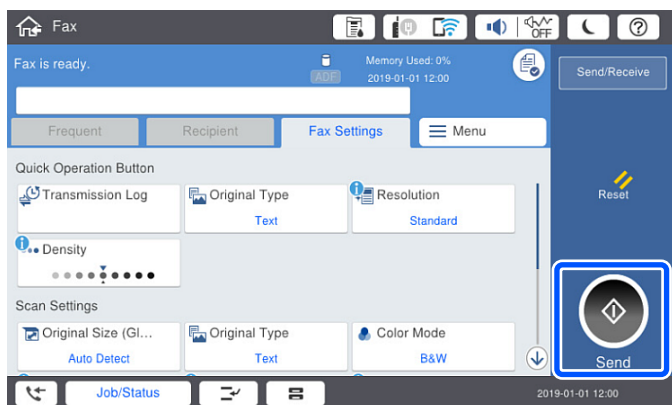 Fax
OFF
?
Fax is ready.
ADF
Memory Used: 0%
2019-01-01 12:00
Send/Receive
Frequent
Recipient
Fax Settings
Menu
Quick Operation Button
Transmission Log
Original Type
Text
Resolution
Standard
Density
Reset
Scan Settings
Original Size (Gl...
Auto Detect
Original Type
Text
Color Mode
B&W
Send
Job/Status
2019-01-01 12:00